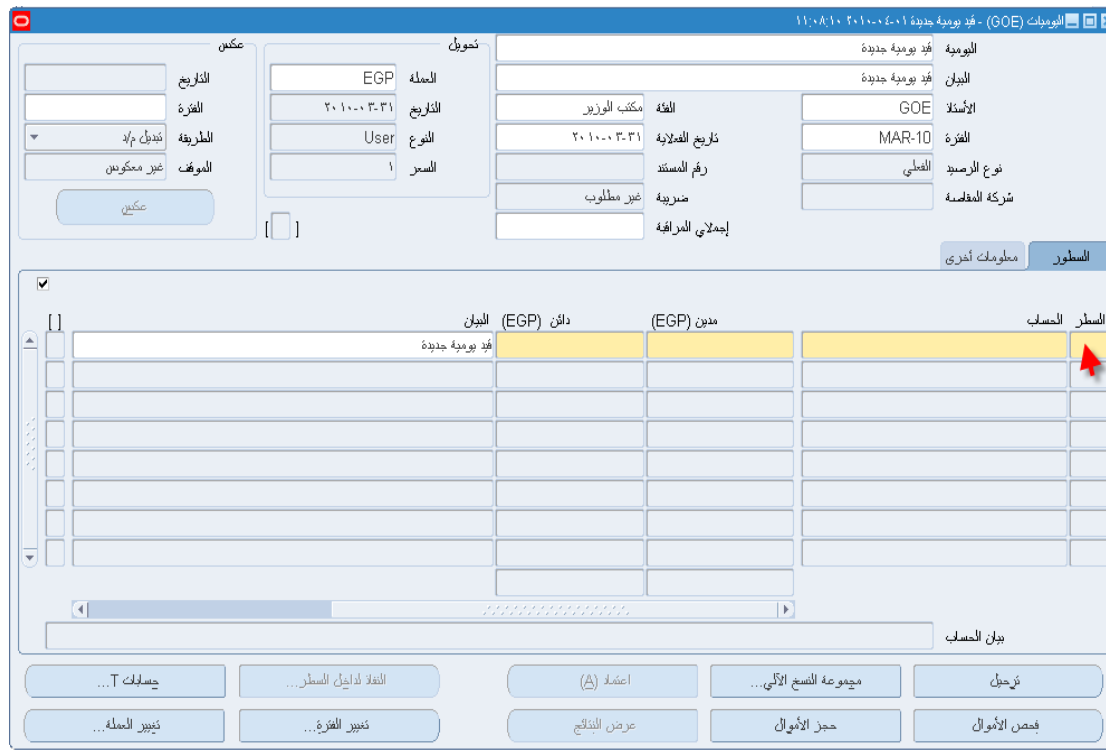 اليوميات (GOE) - قيد يومية جديدة ٠١-٠٤-٢٠١٠ ١١:٠٨:١٠
اليومية قيد يومية جديدة
البيان قيد يومية جديدة
الأستاذ GOE الفئة مكتب الوزير
الفترة MAR-10 تاريخ الفعلاية ٣١-٠٣-٢٠١٠
نوع الرصيد الفعلي رقم المستند
شركة المقاصة ضريبة غير مطلوب
إجملاي المراقبة
تحويل
العملة EGP
التاريخ ٣١-٠٣-٢٠١٠
النوع User
السعر ١
[ ]
عكس
التاريخ
الفترة
الطريقة تبديل م/د
الموقف غير معكوس
عكس
السطور معلومات أخرى
السطر الحساب مدين (EGP) دائن (EGP) البيان [ ]
قيد يومية جديدة
بيان الحساب
ترحيل مجموعة النسخ الآلي... اعتماد (A) النفاذ لداخل السطر... حسابات T...
فحص الأموال حجز الأموال عرض النتائج تغيير الفترة... تغيير العملة...